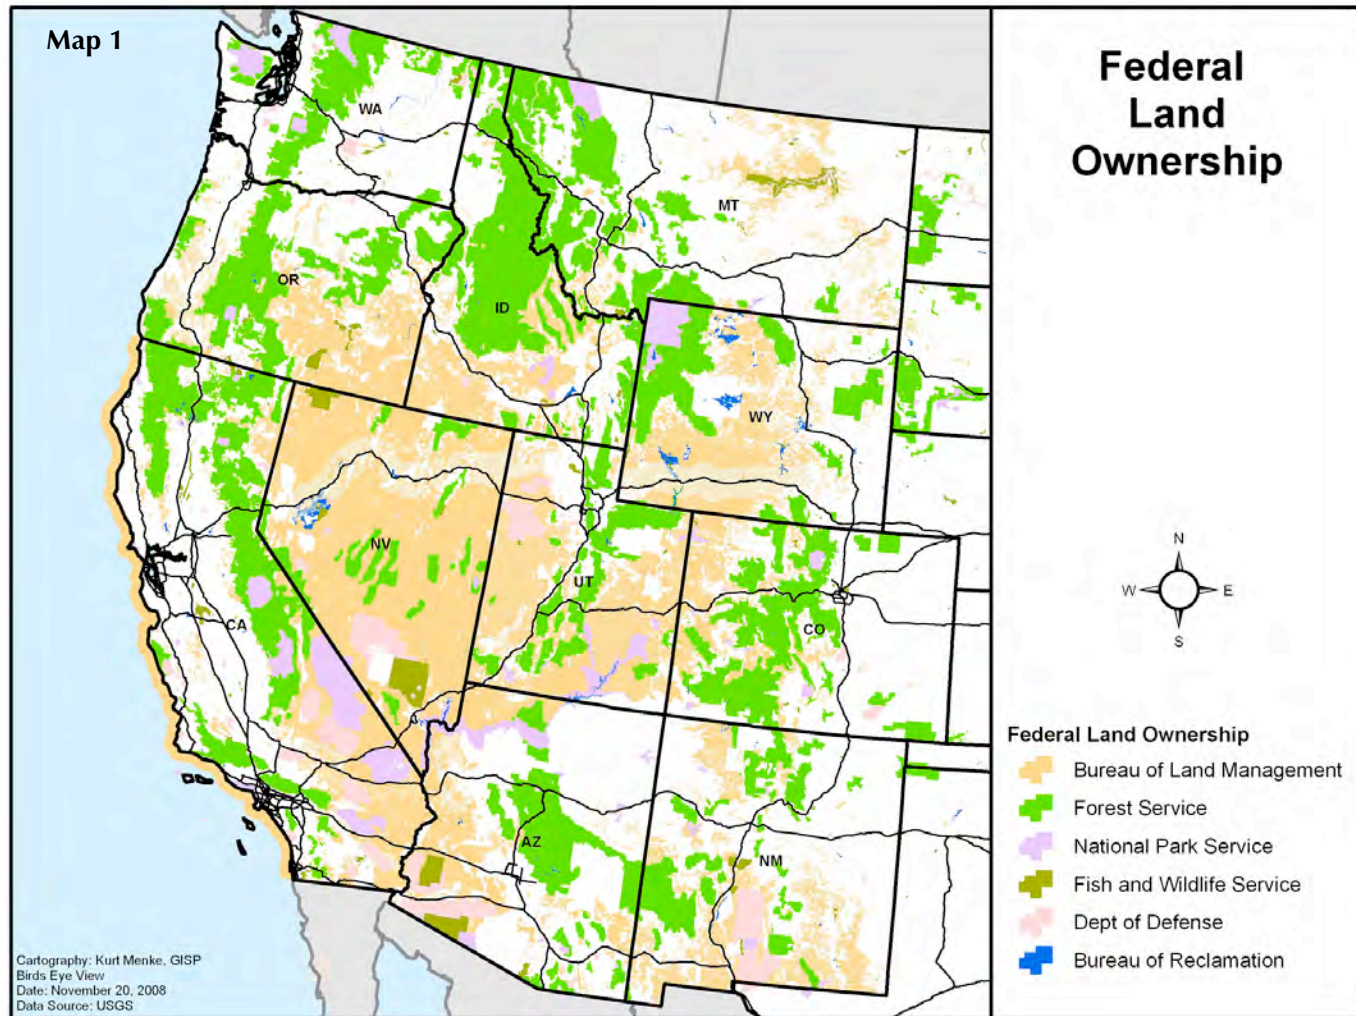 Map 1
Federal
Land
Ownership
WA
MT
OR
ID
WY
NV
UT
CA
CO
AZ
NM
N
W
E
S
Federal Land Ownership
Bureau of Land Management
Forest Service
National Park Service
Fish and Wildlife Service
Dept of Defense
Bureau of Reclamation
Cartography: Kurt Menke, GISP
Birds Eye View
Date: November 20, 2008
Data Source: USGS